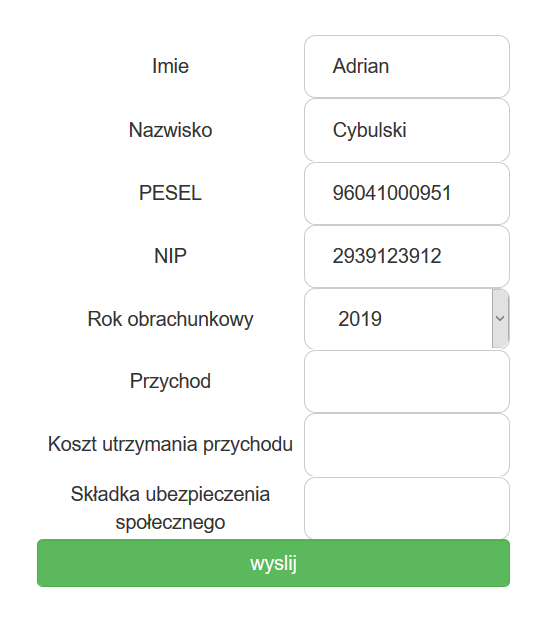 Imie Adrian
Nazwisko Cybulski
PESEL 96041000951
NIP 2939123912
Rok obrachunkowy 2019
Przychod
Koszt utrzymania przychodu
Składka ubezpieczenia
społecznego
wyslij